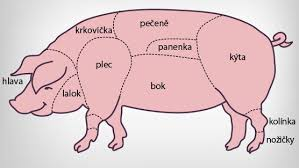 pečeně
krkovička
panenka
plec
kýta
hlava
lalok
bok
kolínka
nožičky